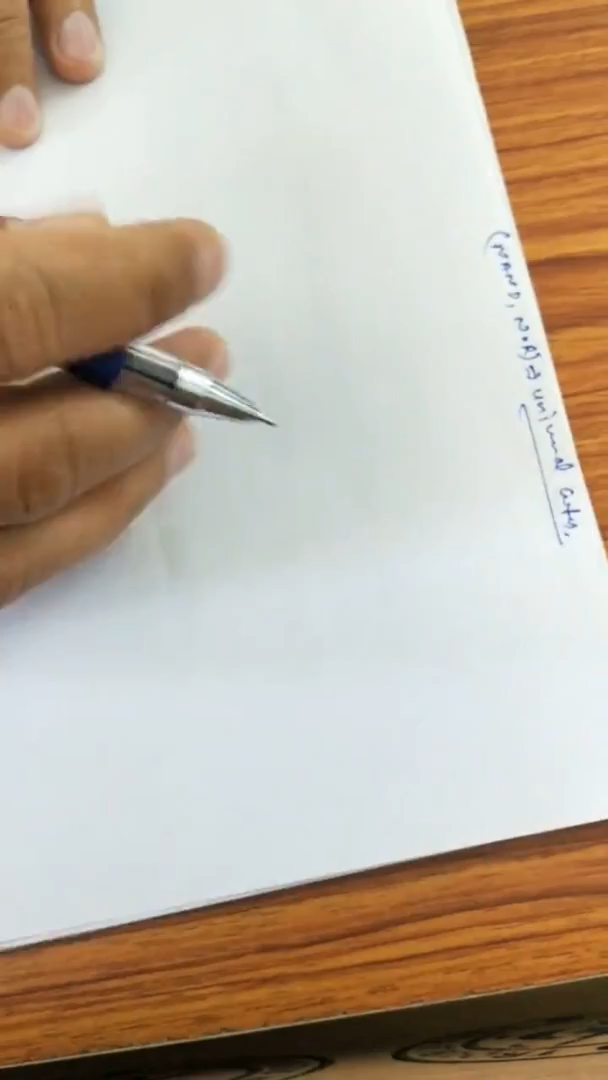 (NAND, NOR) → universal gates.